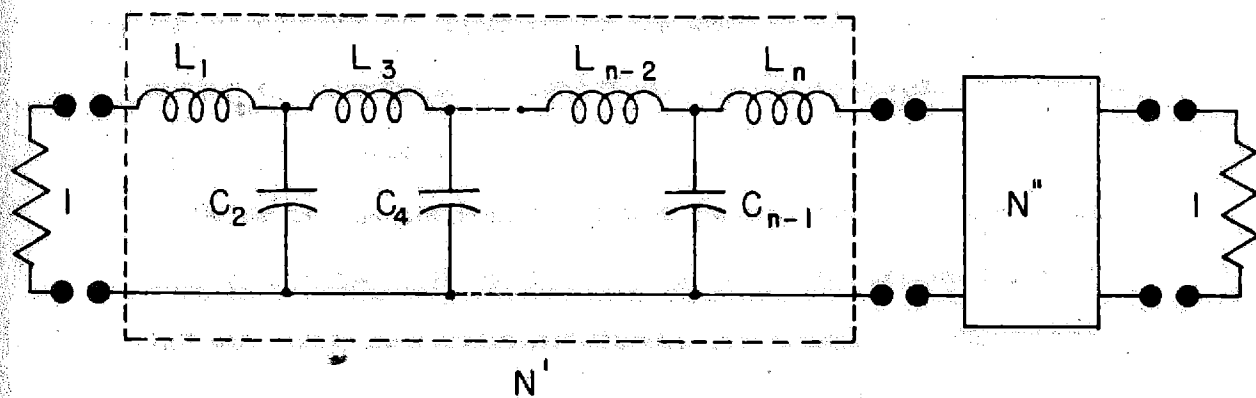 L₁ L₃ Lₙ₋₂ Lₙ
1 C₂ C₄ Cₙ₋₁ N" 1
N'